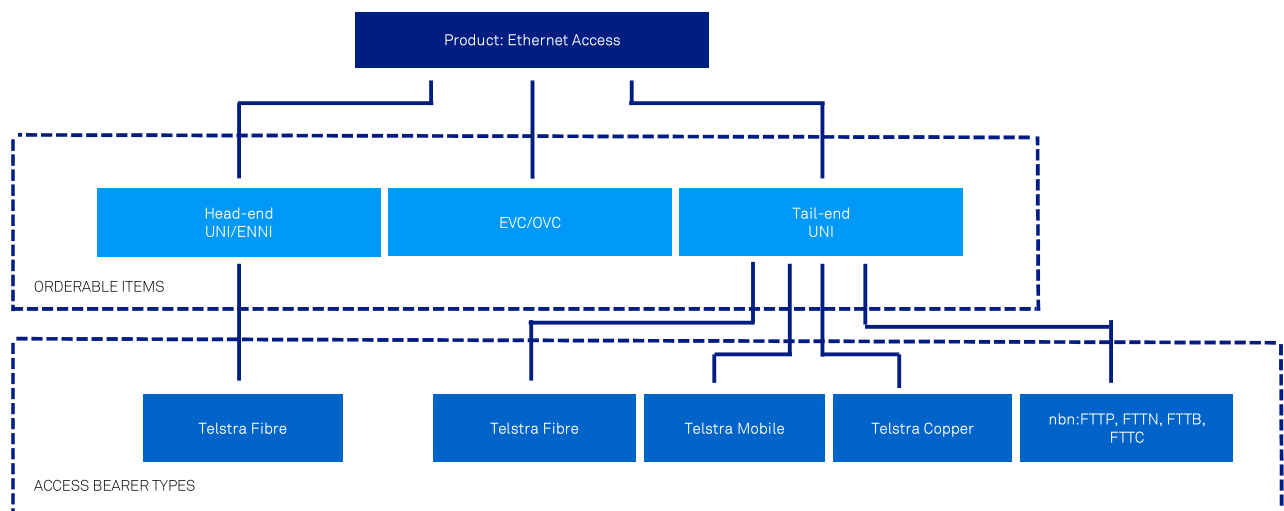 Product: Ethernet Access
Head-end
UNI/ENNI
EVC/OVC
Tail-end
UNI
ORDERABLE ITEMS
Telstra Fibre
Telstra Fibre
Telstra Mobile
Telstra Copper
nbn:FTTP, FTTN, FTTB,
FTTC
ACCESS BEARER TYPES